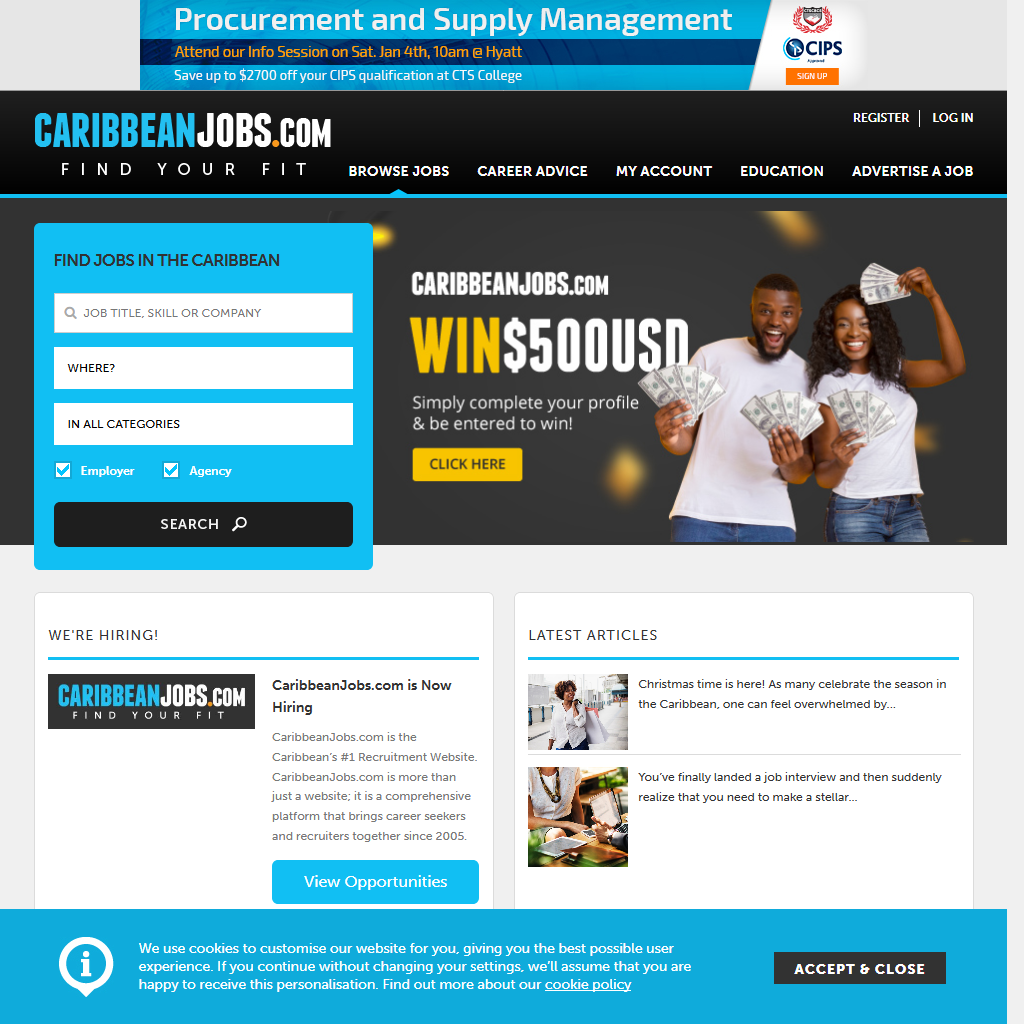 Procurement and Supply Management
Attend our Info Session on Sat. Jan 4th, 10am @ Hyatt
Save up to $2700 off your CIPS qualification at CTS College
CIPS
SIGN UP
REGISTER
LOG IN
CARIBBEANJOBS.COM
FIND YOUR FIT
BROWSE JOBS
CAREER ADVICE
MY ACCOUNT
EDUCATION
ADVERTISE A JOB
FIND JOBS IN THE CARIBBEAN
JOB TITLE, SKILL OR COMPANY
WHERE?
IN ALL CATEGORIES
Employer
Agency
SEARCH
CARIBBEANJOBS.COM
WIN$500USD
Simply complete your profile
& be entered to win!
CLICK HERE
WE'RE HIRING!
CARIBBEANJOBS.COM
FIND YOUR FIT
CaribbeanJobs.com is Now
Hiring
CaribbeanJobs.com is the
Caribbean’s #1 Recruitment Website.
CaribbeanJobs.com is more than
just a website; it is a comprehensive
platform that brings career seekers
and recruiters together since 2005.
View Opportunities
LATEST ARTICLES
Christmas time is here! As many celebrate the season in
the Caribbean, one can feel overwhelmed by...
You’ve finally landed a job interview and then suddenly
realize that you need to make a stellar...
We use cookies to customise our website for you, giving you the best possible user
experience. If you continue without changing your settings, we’ll assume that you are
happy to receive this personalisation. Find out more about our cookie policy
ACCEPT & CLOSE